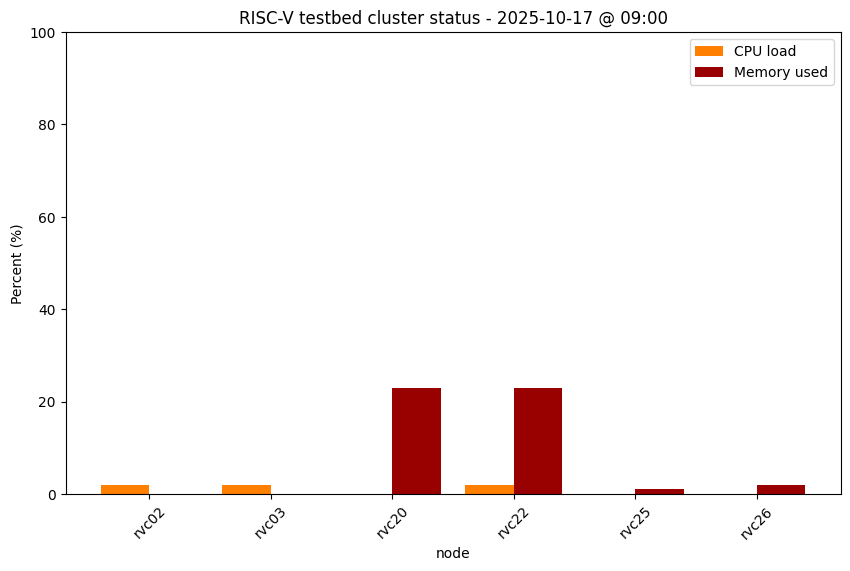 RISC-V testbed cluster status - 2025-10-17 @ 09:00
CPU load
Memory used
Percent (%)
100
80
60
40
20
0
rvc02
rvc03
rvc20
rvc22
rvc25
rvc26
node